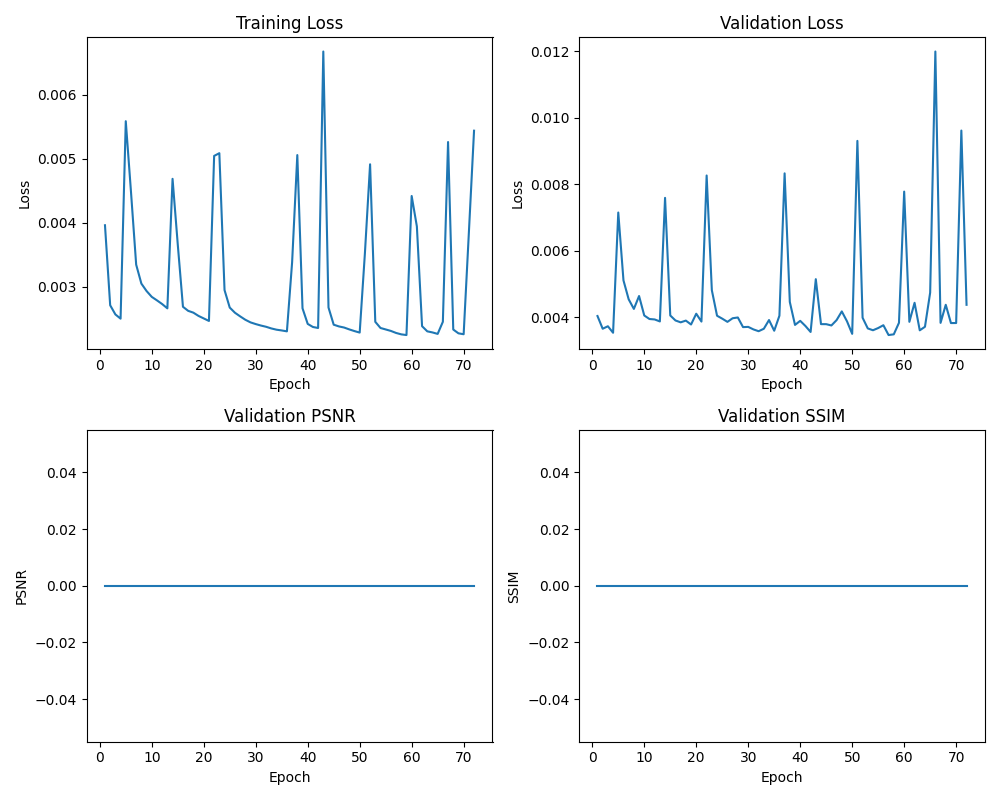 Training Loss
Loss
0.006
0.005
0.004
0.003
0 10 20 30 40 50 60 70
Epoch
Validation Loss
Loss
0.012
0.010
0.008
0.006
0.004
0 10 20 30 40 50 60 70
Epoch
Validation PSNR
PSNR
0.04
0.02
0.00
−0.02
−0.04
0 10 20 30 40 50 60 70
Epoch
Validation SSIM
SSIM
0.04
0.02
0.00
−0.02
−0.04
0 10 20 30 40 50 60 70
Epoch